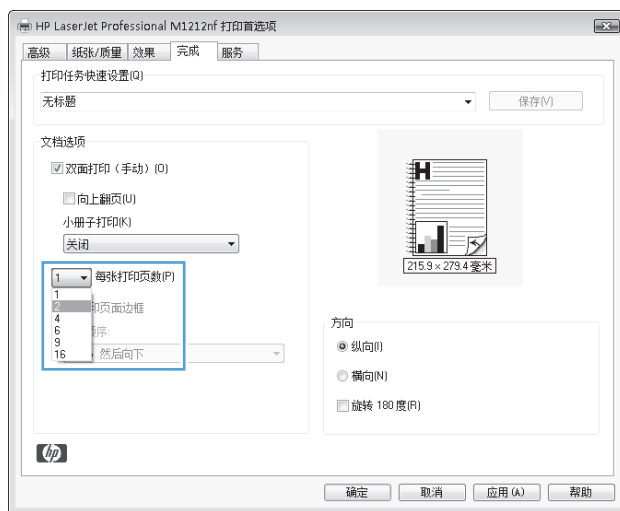 HP LaserJet Professional M1212nf 打印首选项
高级 纸张/质量 效果 完成 服务
打印任务快速设置(Q)
无标题
保存(V)
文档选项
双面打印（手动）(O)
向上翻页(U)
小册子打印(K)
关闭
1 每张打印页数(P)
1
2 印页面边框
4
6 顺序:
9
16 然后向下
H
215.9 × 279.4 毫米
方向
纵向(I)
横向(N)
旋转 180 度(R)
hp
确定 取消 应用(A) 帮助